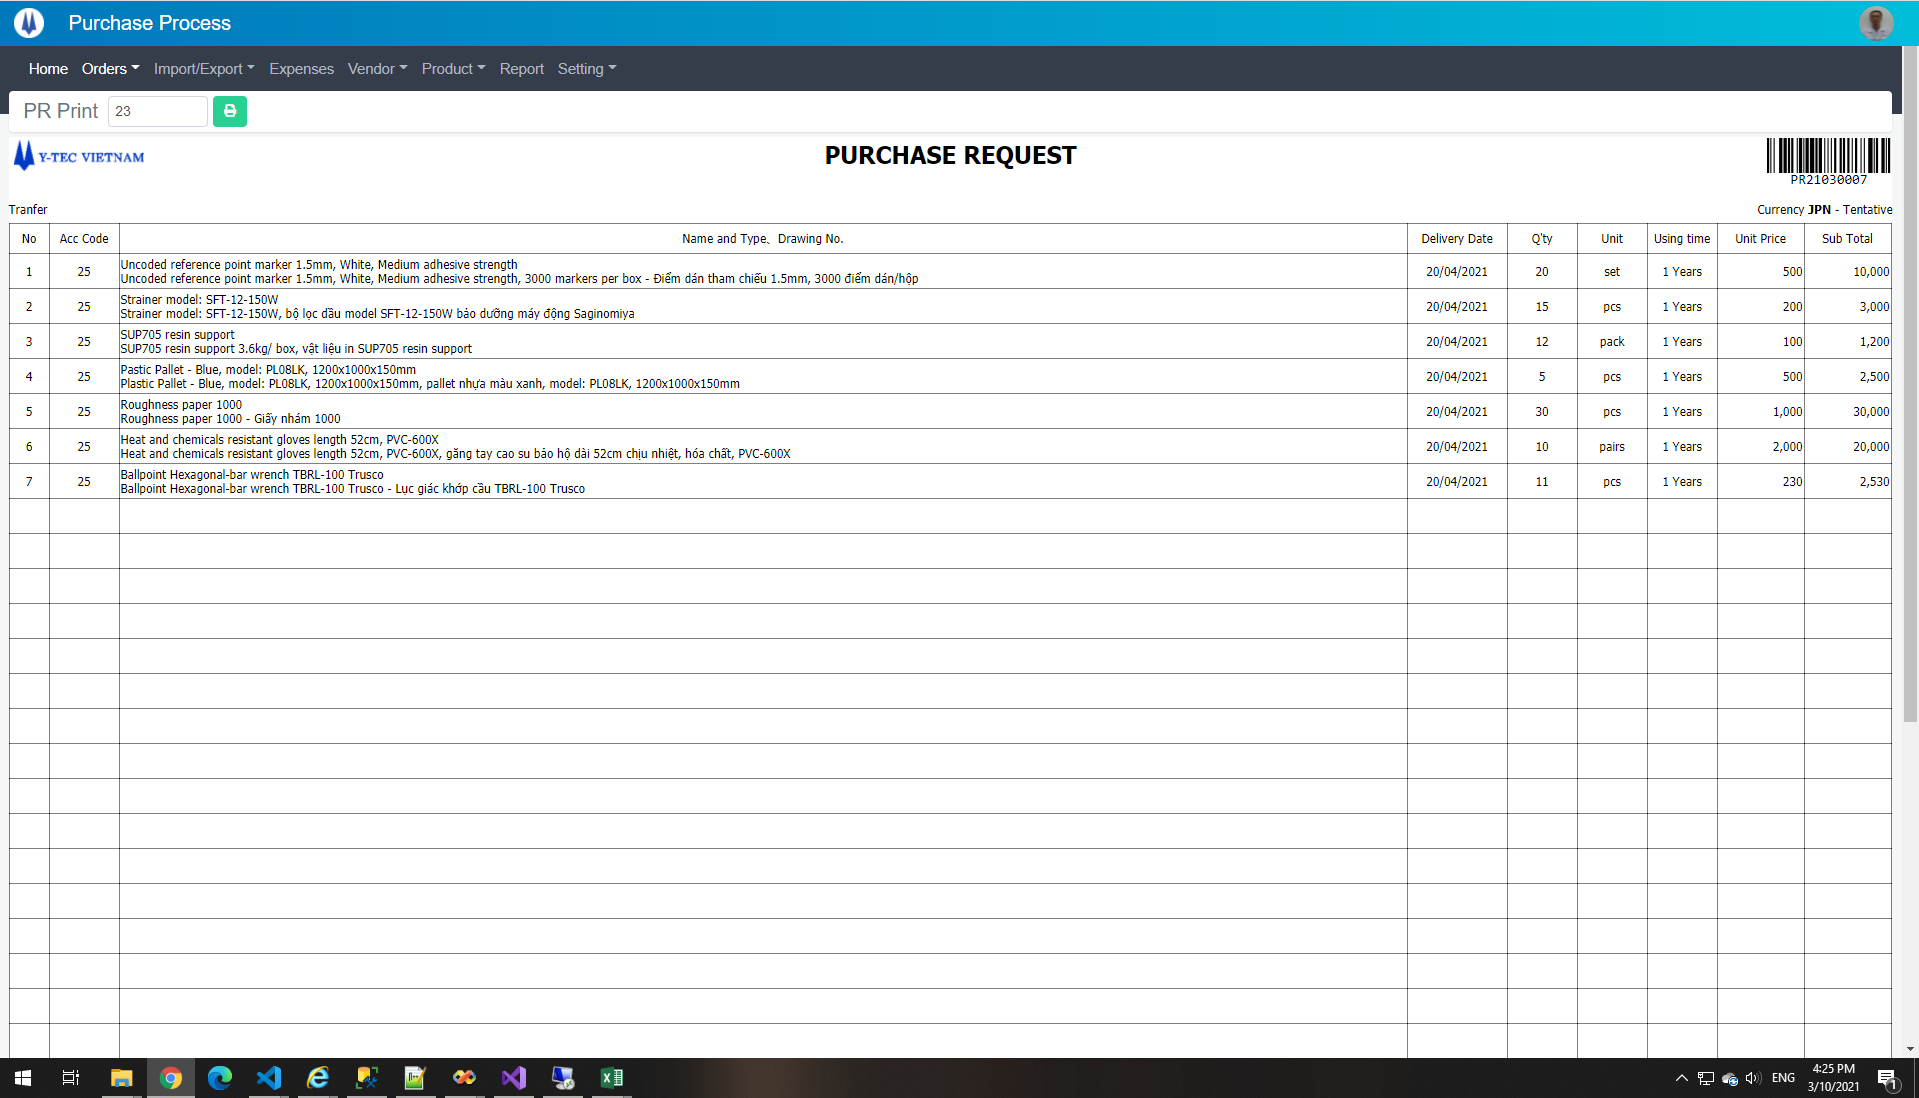 Purchase Process
Home Orders Import/Export Expenses Vendor Product Report Setting
PR Print 23
Y-TEC VIETNAM
PURCHASE REQUEST
PR21030007
Tranfer
Currency JPN - Tentative
No Acc Code Name and Type、Drawing No. Delivery Date Q'ty Unit Using time Unit Price Sub Total
1 25 Uncoded reference point marker 1.5mm, White, Medium adhesive strength
Uncoded reference point marker 1.5mm, White, Medium adhesive strength, 3000 markers per box - Điểm dán tham chiếu 1.5mm, 3000 điểm dán/hộp 20/04/2021 20 set 1 Years 500 10,000
2 25 Strainer model: SFT-12-150W
Strainer model: SFT-12-150W, bộ lọc dầu model SFT-12-150W bảo dưỡng máy động Saginomiya 20/04/2021 15 pcs 1 Years 200 3,000
3 25 SUP705 resin support
SUP705 resin support 3.6kg/ box, vật liệu in SUP705 resin support 20/04/2021 12 pack 1 Years 100 1,200
4 25 Pastic Pallet - Blue, model: PL08LK, 1200x1000x150mm
Plastic Pallet - Blue, model: PL08LK, 1200x1000x150mm, pallet nhựa màu xanh, model: PL08LK, 1200x1000x150mm 20/04/2021 5 pcs 1 Years 500 2,500
5 25 Roughness paper 1000
Roughness paper 1000 - Giấy nhám 1000 20/04/2021 30 pcs 1 Years 1,000 30,000
6 25 Heat and chemicals resistant gloves length 52cm, PVC-600X
Heat and chemicals resistant gloves length 52cm, PVC-600X, găng tay cao su bảo hộ dài 52cm chịu nhiệt, hóa chất, PVC-600X 20/04/2021 10 pairs 1 Years 2,000 20,000
7 25 Ballpoint Hexagonal-bar wrench TBRL-100 Trusco
Ballpoint Hexagonal-bar wrench TBRL-100 Trusco - Lục giác khớp cầu TBRL-100 Trusco 20/04/2021 11 pcs 1 Years 230 2,530
ENG
4:25 PM
3/10/2021
1